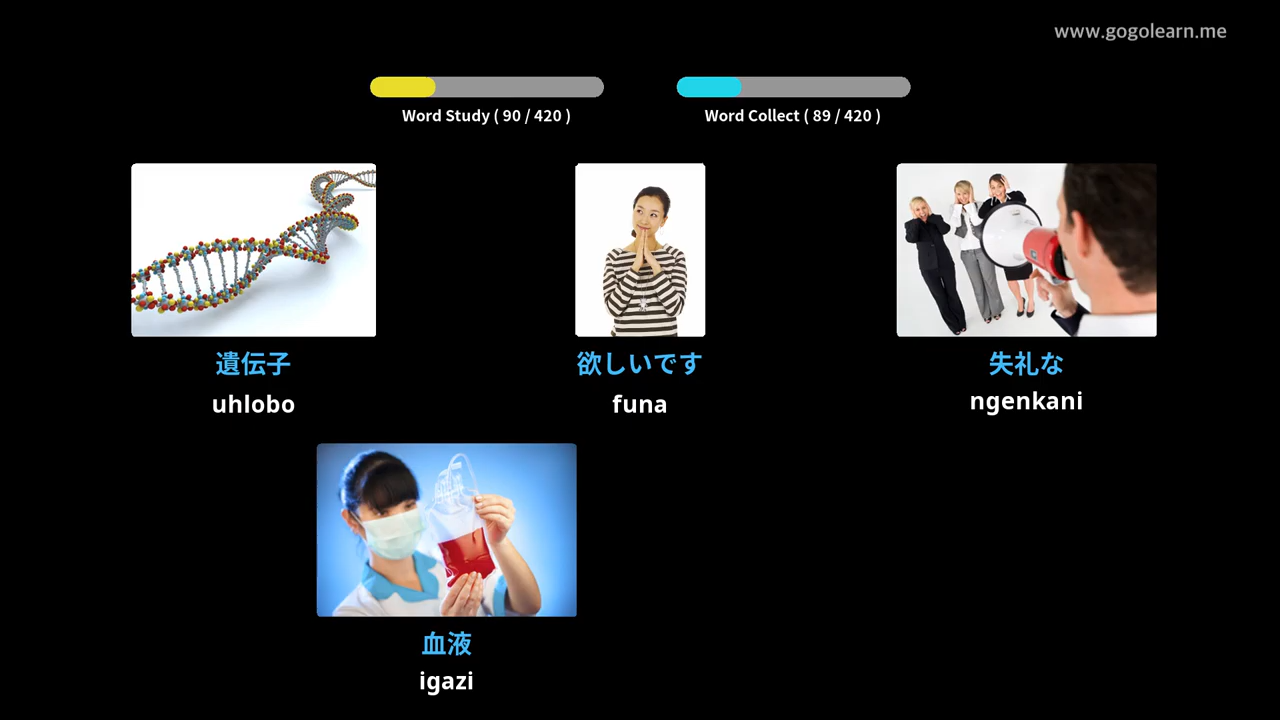 www.gogolearn.me
Word Study ( 90 / 420 )
Word Collect ( 89 / 420 )
遺伝子
欲しいです
失礼な
uhlobo
funa
ngenkani
血液
igazi